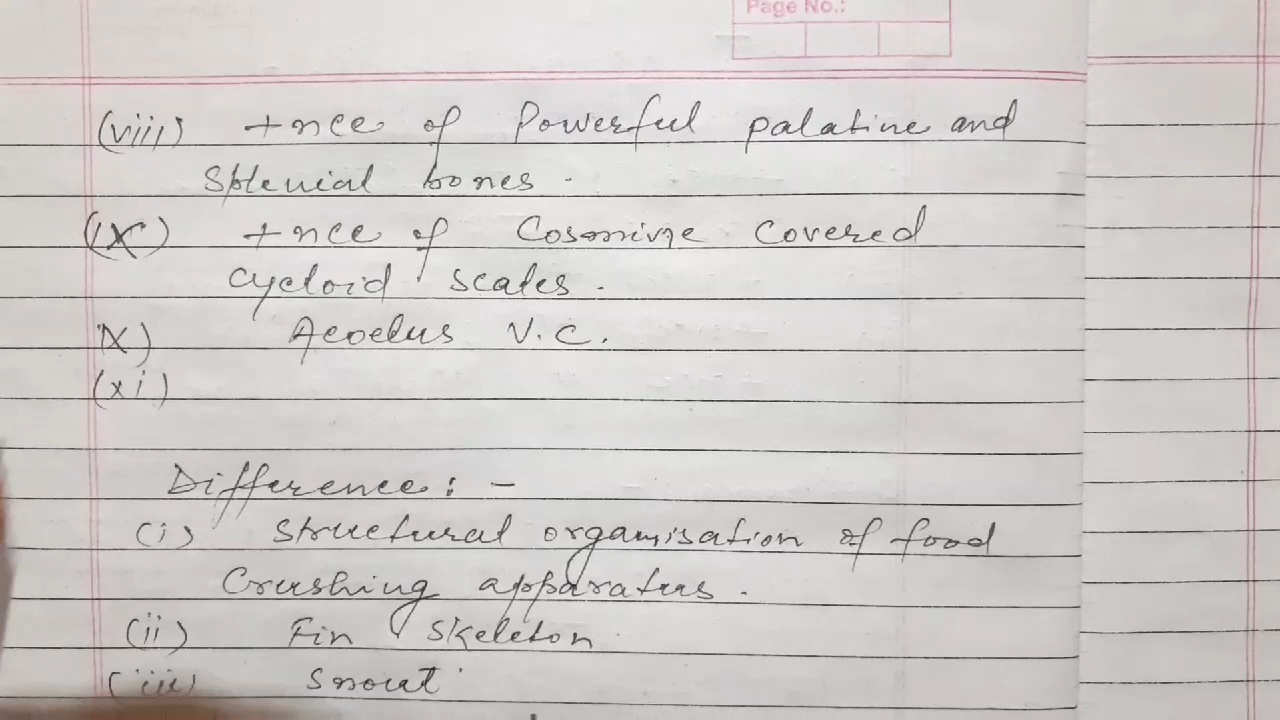 Page No.:
(viii) +nce of Powerful palatine and
Splenial bones.
(ix) +nce of Cosmine covered
cycloid scales.
x) Acoelus V.C.
(xi)
Difference: -
(i) Structural organisation of food
Crushing apparatus.
(ii) Fin Skeleton
(iii) Snout